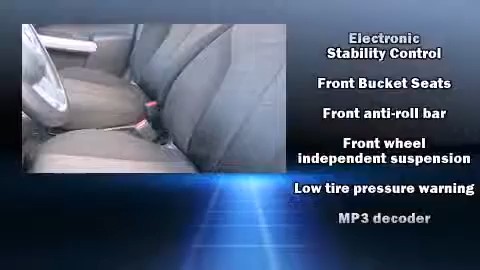 Electronic
Stability Control
Front Bucket Seats
Front anti-roll bar
Front wheel
independent suspension
Low tire pressure warning
MP3 decoder